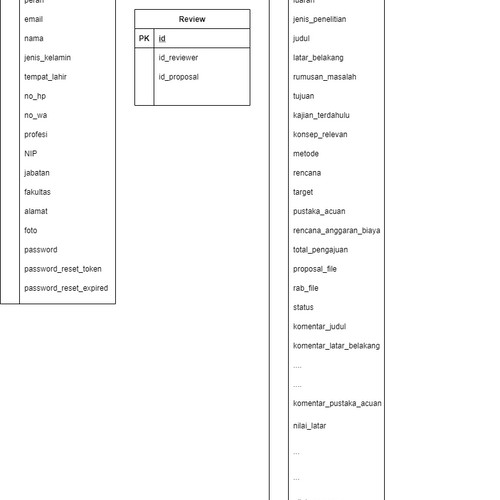 peran
email
nama
jenis_kelamin
tempat_lahir
no_hp
no_wa
profesi
NIP
jabatan
fakultas
alamat
foto
password
password_reset_token
password_reset_expired
Review
PK id
id_reviewer
id_proposal
luaran
jenis_penelitian
judul
latar_belakang
rumusan_masalah
tujuan
kajian_terdahulu
konsep_relevan
metode
rencana
target
pustaka_acuan
rencana_anggaran_biaya
total_pengajuan
proposal_file
rab_file
status
komentar_judul
komentar_latar_belakang
....
....
komentar_pustaka_acuan
nilai_latar
...
...